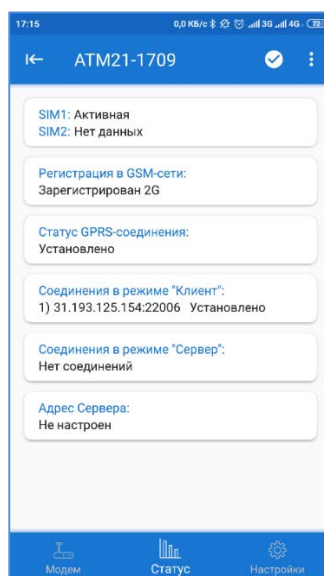 17:15 0,0 КБ/с 3G 4G 72
ATM21-1709
SIM1: Активная
SIM2: Нет данных
Регистрация в GSM-сети:
Зарегистрирован 2G
Статус GPRS-соединения:
Установлено
Соединения в режиме "Клиент":
1) 31.193.125.154:22006 Установлено
Соединения в режиме "Сервер":
Нет соединений
Адрес Сервера:
Не настроен
Модем Статус Настройки